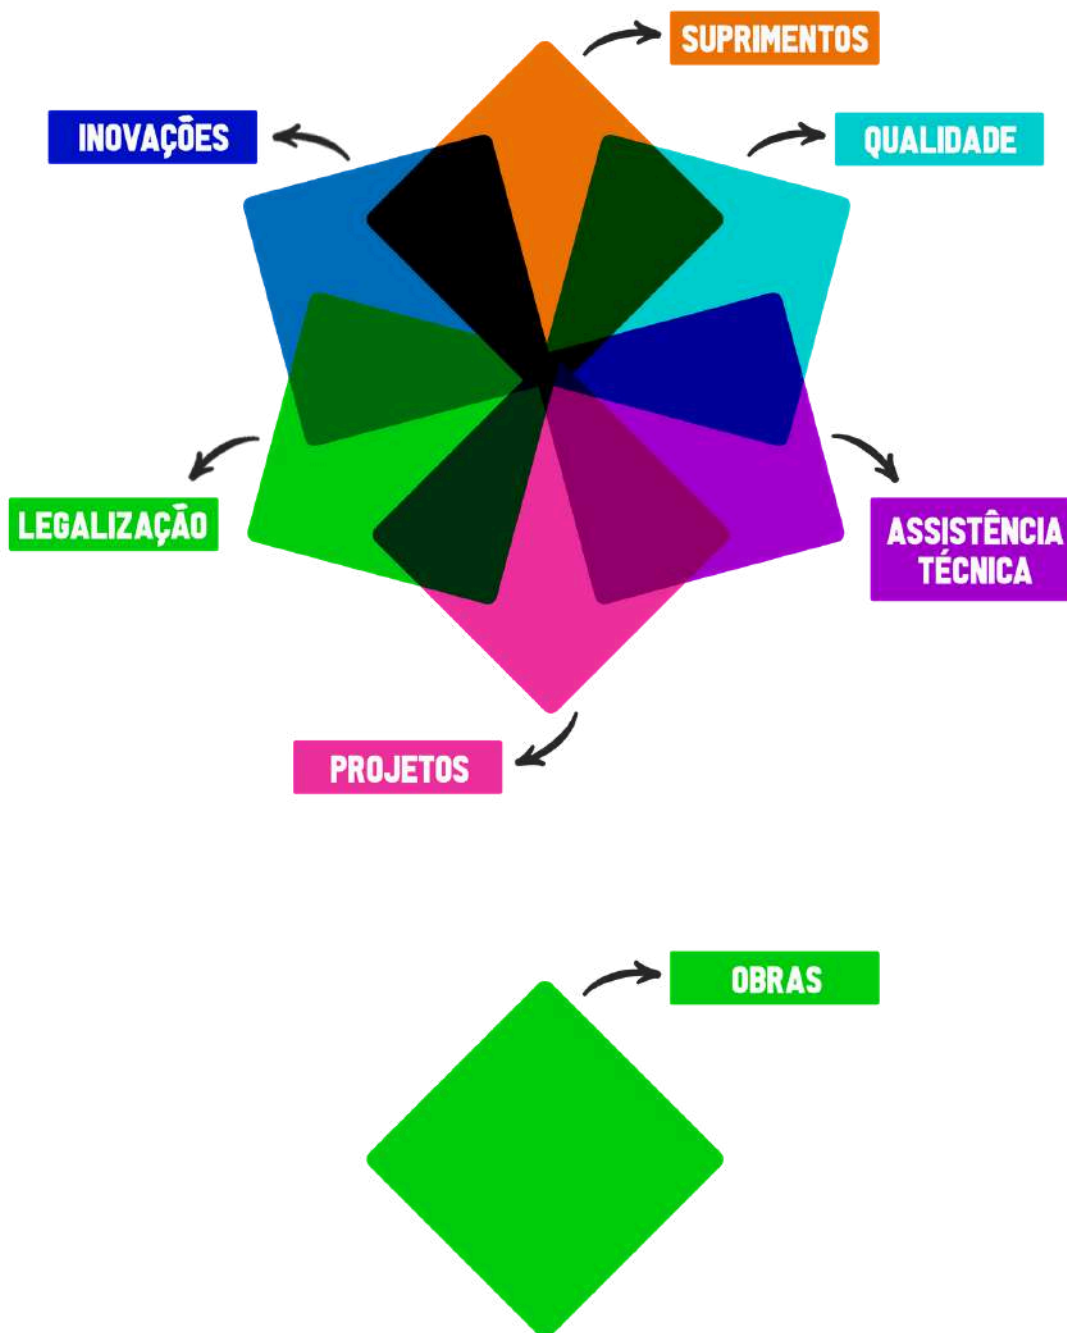 SUPRIMENTOS
INOVAÇÕES
QUALIDADE
LEGALIZAÇÃO
ASSISTÊNCIA
TÉCNICA
PROJETOS
OBRAS